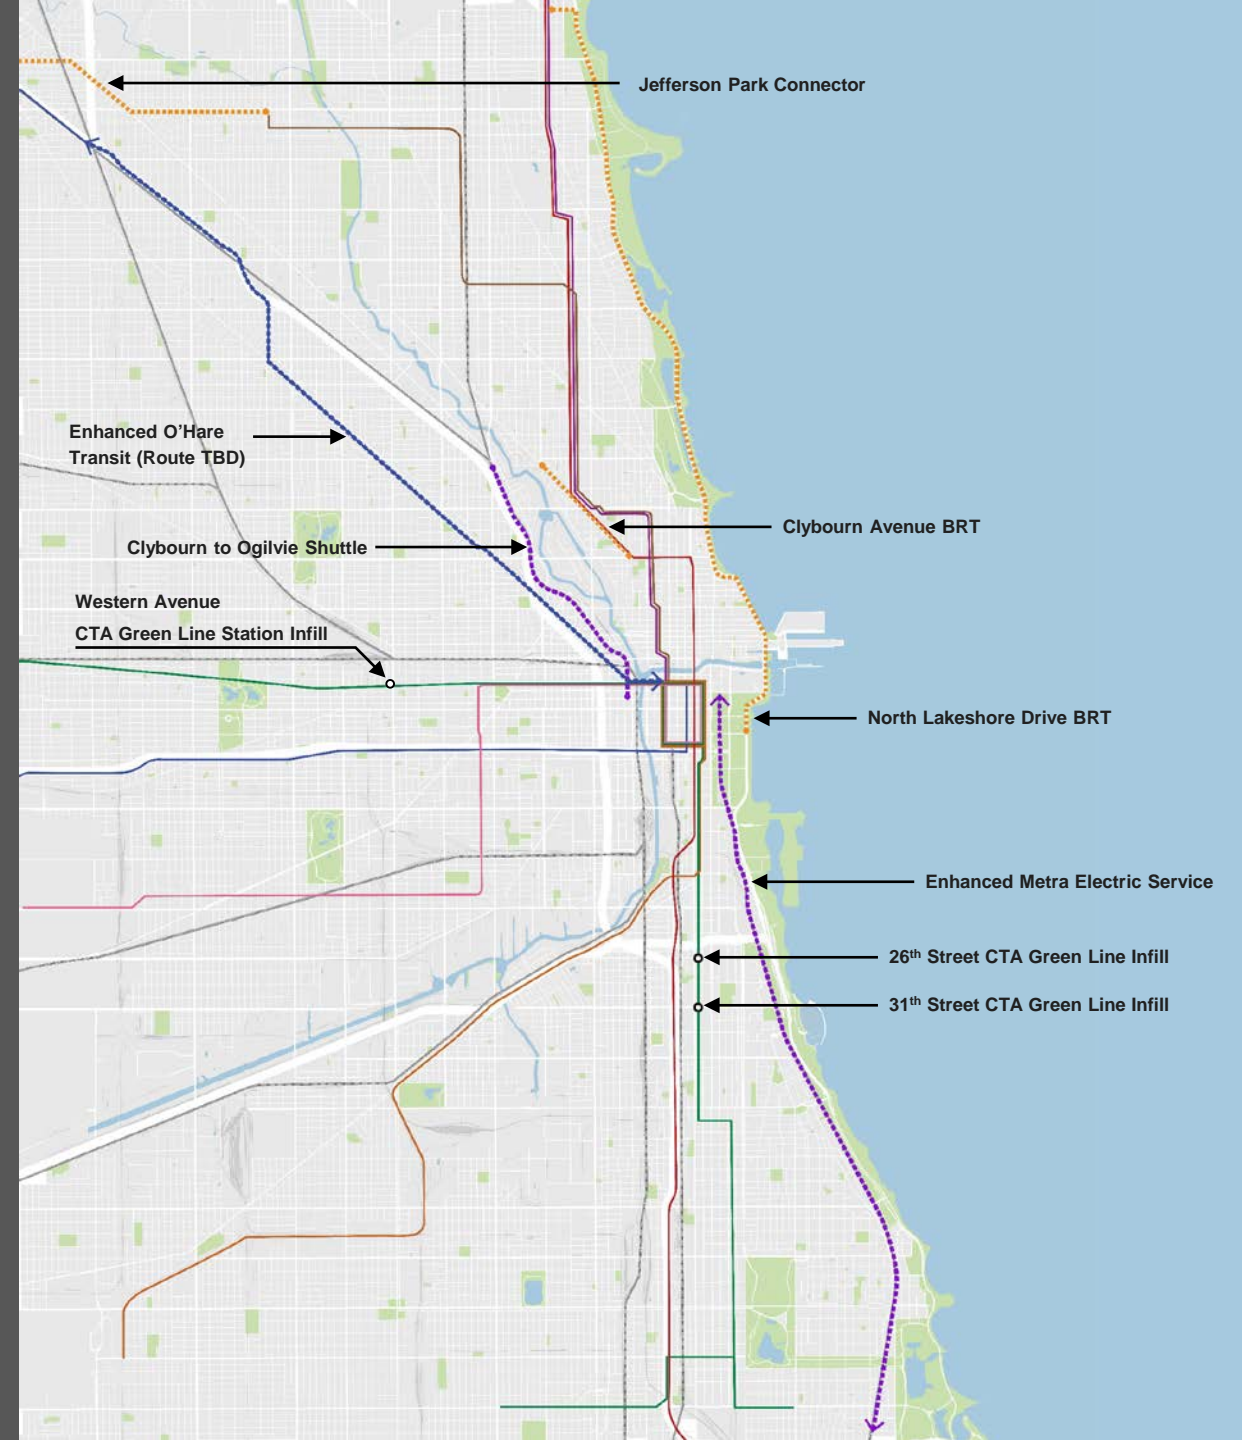 Jefferson Park Connector
Enhanced O’Hare
Transit (Route TBD)
Clybourn Avenue BRT
Clybourn to Ogilvie Shuttle
Western Avenue
CTA Green Line Station Infill
North Lakeshore Drive BRT
Enhanced Metra Electric Service
26th Street CTA Green Line Infill
31th Street CTA Green Line Infill